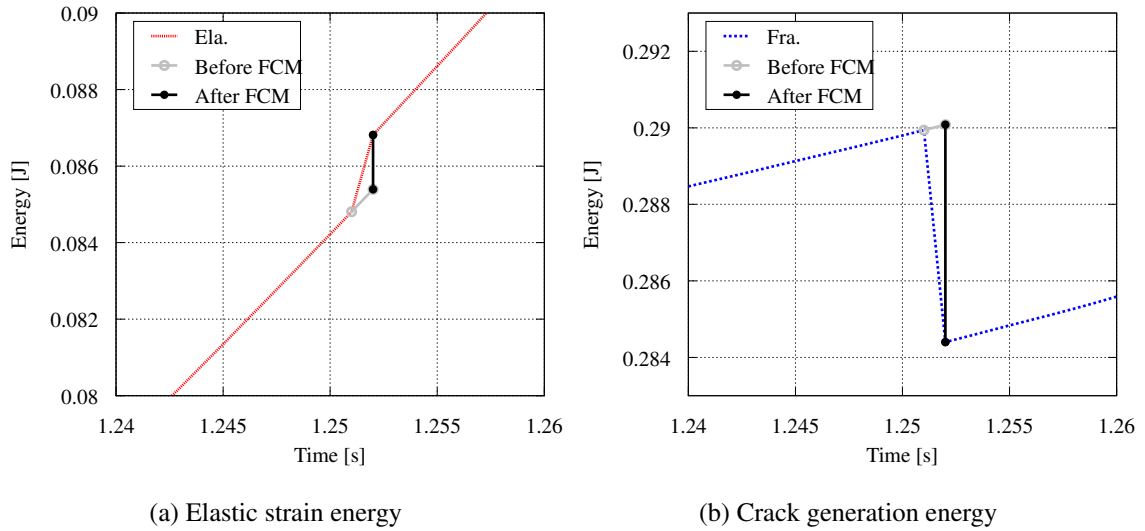 0.09
0.088
0.086
0.084
0.082
0.08
Energy [J]
Ela.
Before FCM
After FCM
1.24 1.245 1.25 1.255 1.26
Time [s]
(a) Elastic strain energy
0.292
0.29
0.288
0.286
0.284
Energy [J]
Fra.
Before FCM
After FCM
1.24 1.245 1.25 1.255 1.26
Time [s]
(b) Crack generation energy